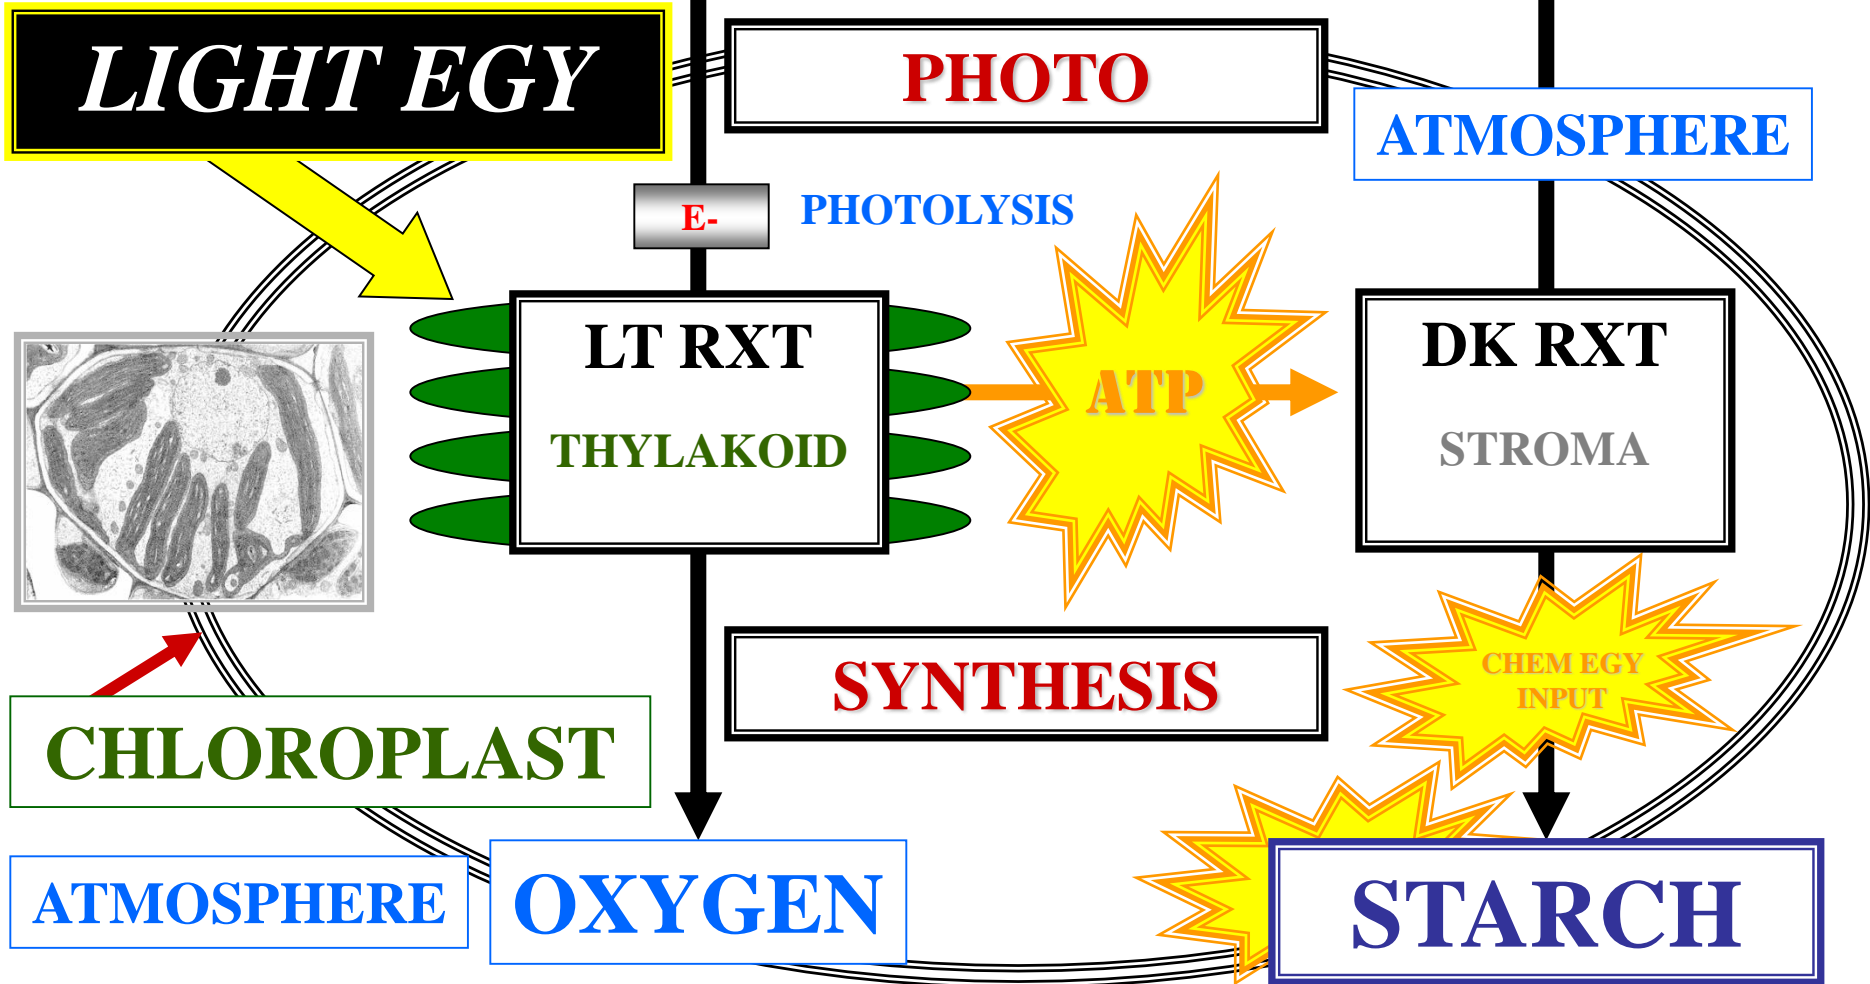 LIGHT EGY
PHOTO
ATMOSPHERE
E-
PHOTOLYSIS
LT RXT
THYLAKOID
ATP
DK RXT
STROMA
SYNTHESIS
CHEM EGY
INPUT
CHLOROPLAST
ATMOSPHERE
OXYGEN
STARCH